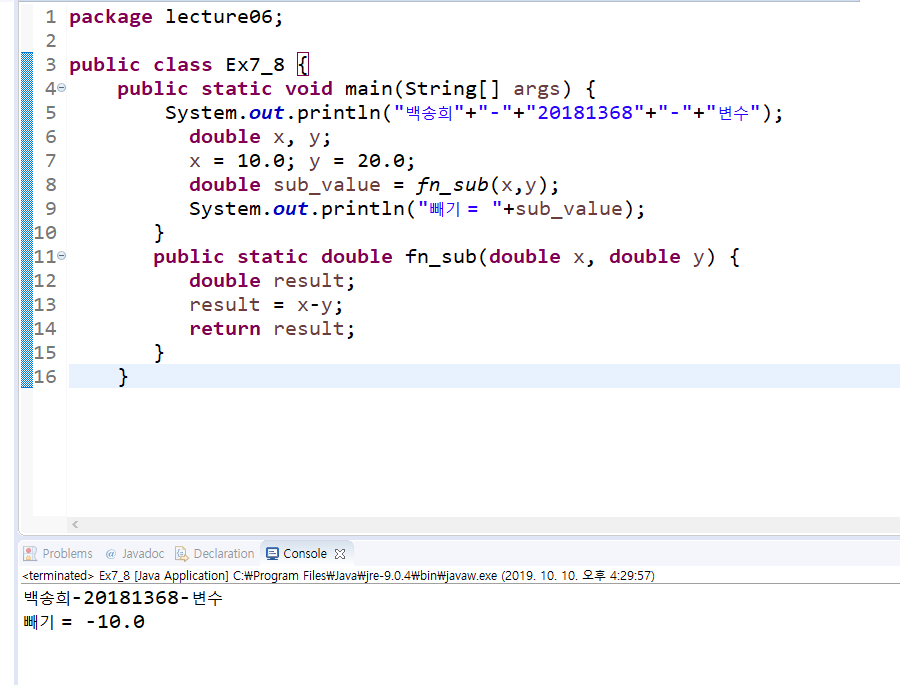 1 package lecture06;
2
3 public class Ex7_8 {
4 public static void main(String[] args) {
5 System.out.println("백송희"+"-"+"20181368"+"-"+"변수");
6 double x, y;
7 x = 10.0; y = 20.0;
8 double sub_value = fn_sub(x,y);
9 System.out.println("빼기 = "+sub_value);
10 }
11 public static double fn_sub(double x, double y) {
12 double result;
13 result = x-y;
14 return result;
15 }
16 }
Problems @ Javadoc Declaration Console
<terminated> Ex7_8 [Java Application] C:₩Program Files₩Java₩jre-9.0.4₩bin₩javaw.exe (2019. 10. 10. 오후 4:29:57)
백송희-20181368-변수
빼기 = -10.0